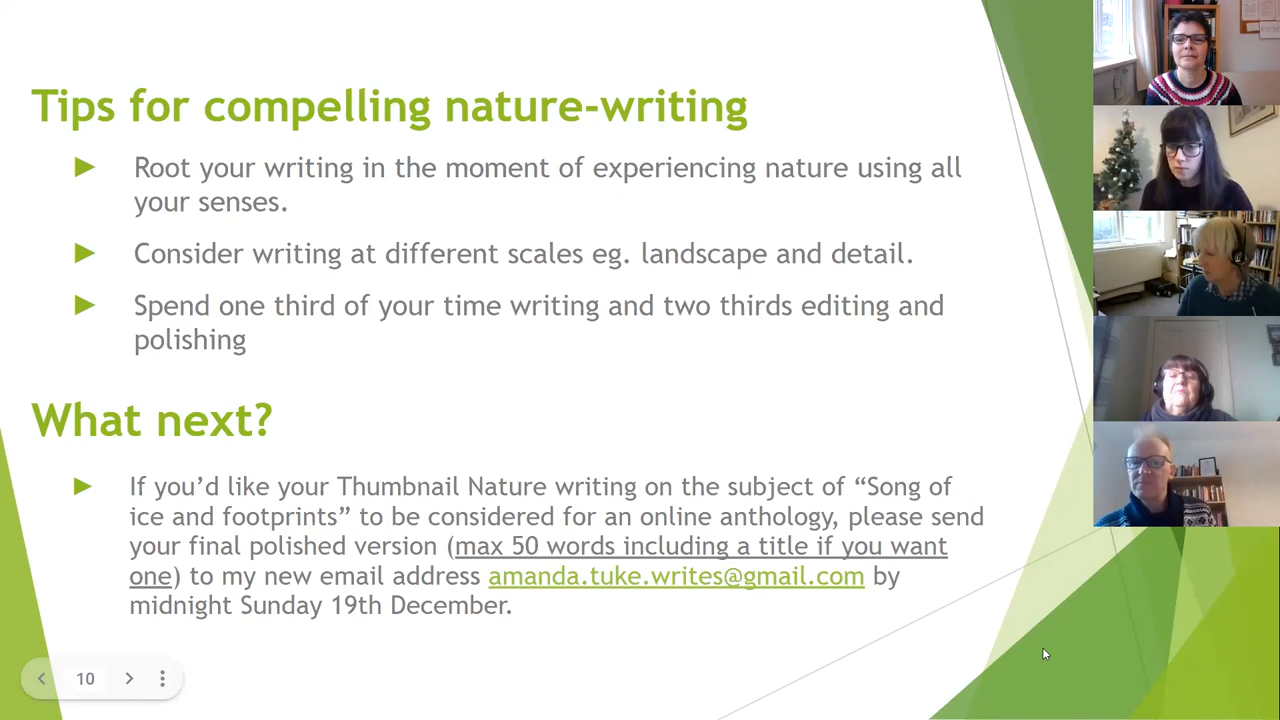 Tips for compelling nature-writing
Root your writing in the moment of experiencing nature using all
your senses.
Consider writing at different scales eg. landscape and detail.
Spend one third of your time writing and two thirds editing and
polishing
What next?
If you’d like your Thumbnail Nature writing on the subject of “Song of
ice and footprints” to be considered for an online anthology, please send
your final polished version (max 50 words including a title if you want
one) to my new email address amanda.tuke.writes@gmail.com by
midnight Sunday 19th December.
10